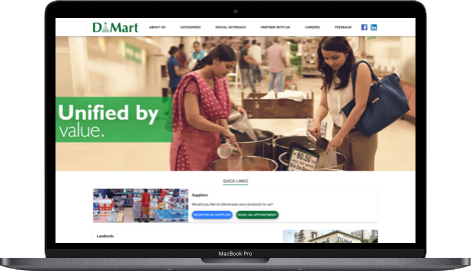 D Mart
ABOUT US CATEGORIES SOCIAL OUTREACH PARTNER WITH US CAREERS FEEDBACK
Unified by
value.
QUICK LINKS
Suppliers
Would you like to showcase your products to us?
REGISTER AS SUPPLIER BOOK AN APPOINTMENT
Landlords
MacBook Pro